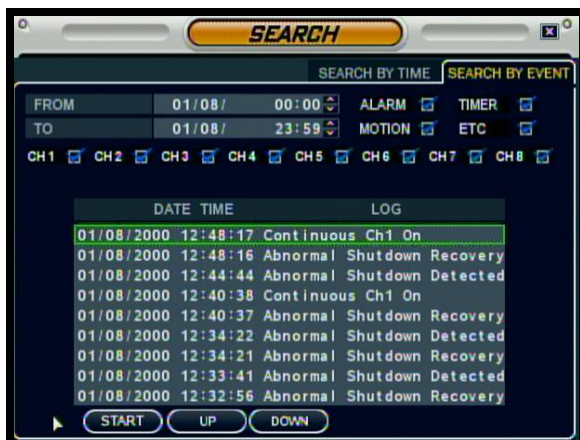 SEARCH
SEARCH BY TIME SEARCH BY EVENT
FROM 01/08/ 00:00 ALARM TIMER
TO 01/08/ 23:59 MOTION ETC
CH1 CH2 CH3 CH4 CH5 CH6 CH7 CH8
DATE TIME LOG
01/08/2000 12:48:17 Continuous Ch1 On
01/08/2000 12:48:16 Abnormal Shutdown Recovery
01/08/2000 12:44:44 Abnormal Shutdown Detected
01/08/2000 12:40:38 Continuous Ch1 On
01/08/2000 12:40:37 Abnormal Shutdown Recovery
01/08/2000 12:34:22 Abnormal Shutdown Detected
01/08/2000 12:34:21 Abnormal Shutdown Recovery
01/08/2000 12:33:41 Abnormal Shutdown Detected
01/08/2000 12:32:56 Abnormal Shutdown Recovery
START UP DOWN